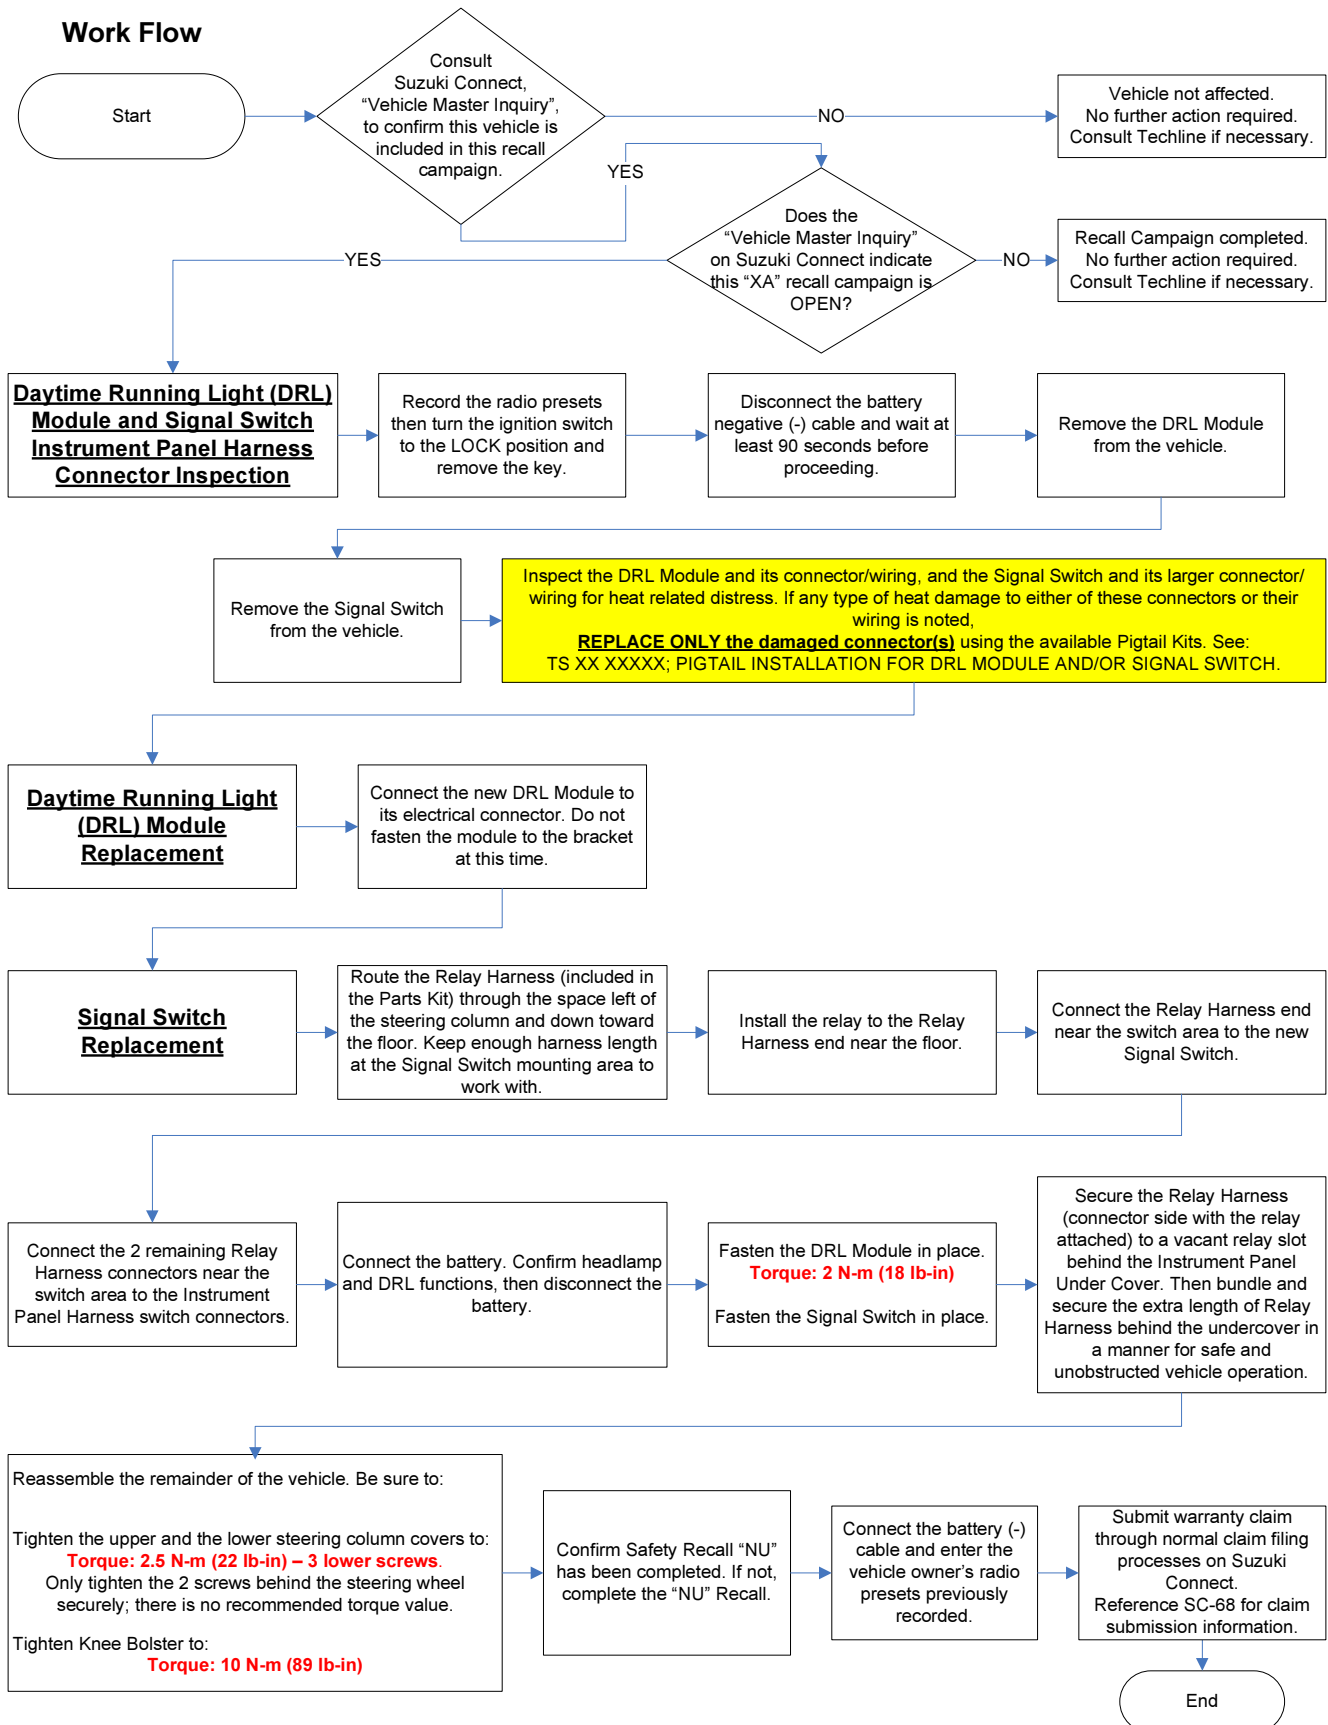 Work Flow
Start
Consult
Suzuki Connect,
“Vehicle Master Inquiry”,
to confirm this vehicle is
included in this recall
campaign.
NO
Vehicle not affected.
No further action required.
Consult Techline if necessary.
YES
Does the
“Vehicle Master Inquiry”
on Suzuki Connect indicate
this “XA” recall campaign is
OPEN?
NO
Recall Campaign completed.
No further action required.
Consult Techline if necessary.
YES
Daytime Running Light (DRL)
Module and Signal Switch
Instrument Panel Harness
Connector Inspection
Record the radio presets
then turn the ignition switch
to the LOCK position and
remove the key.
Disconnect the battery
negative (-) cable and wait at
least 90 seconds before
proceeding.
Remove the DRL Module
from the vehicle.
Remove the Signal Switch
from the vehicle.
Inspect the DRL Module and its connector/wiring, and the Signal Switch and its larger connector/
wiring for heat related distress. If any type of heat damage to either of these connectors or their
wiring is noted,
REPLACE ONLY the damaged connector(s) using the available Pigtail Kits. See:
TS XX XXXXX; PIGTAIL INSTALLATION FOR DRL MODULE AND/OR SIGNAL SWITCH.
Daytime Running Light
(DRL) Module
Replacement
Connect the new DRL Module to
its electrical connector. Do not
fasten the module to the bracket
at this time.
Signal Switch
Replacement
Route the Relay Harness (included in
the Parts Kit) through the space left of
the steering column and down toward
the floor. Keep enough harness length
at the Signal Switch mounting area to
work with.
Install the relay to the Relay
Harness end near the floor.
Connect the Relay Harness end
near the switch area to the new
Signal Switch.
Connect the 2 remaining Relay
Harness connectors near the
switch area to the Instrument
Panel Harness switch connectors.
Connect the battery. Confirm headlamp
and DRL functions, then disconnect the
battery.
Fasten the DRL Module in place.
Torque: 2 N-m (18 lb-in)
Fasten the Signal Switch in place.
Secure the Relay Harness
(connector side with the relay
attached) to a vacant relay slot
behind the Instrument Panel
Under Cover. Then bundle and
secure the extra length of Relay
Harness behind the undercover in
a manner for safe and
unobstructed vehicle operation.
Reassemble the remainder of the vehicle. Be sure to:
Tighten the upper and the lower steering column covers to:
Torque: 2.5 N-m (22 lb-in) – 3 lower screws.
Only tighten the 2 screws behind the steering wheel
securely; there is no recommended torque value.
Tighten Knee Bolster to:
Torque: 10 N-m (89 lb-in)
Confirm Safety Recall “NU”
has been completed. If not,
complete the “NU” Recall.
Connect the battery (-)
cable and enter the
vehicle owner’s radio
presets previously
recorded.
Submit warranty claim
through normal claim filing
processes on Suzuki
Connect.
Reference SC-68 for claim
submission information.
End